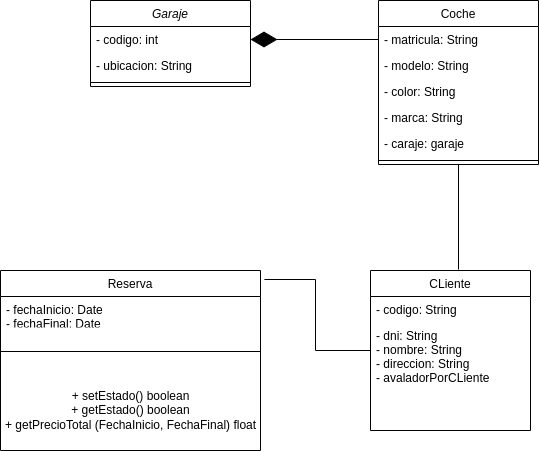 Garaje
- codigo: int
- ubicacion: String
Coche
- matricula: String
- modelo: String
- color: String
- marca: String
- caraje: garaje
Reserva
- fechaInicio: Date
- fechaFinal: Date
+ setEstado() boolean
+ getEstado() boolean
+ getPrecioTotal (FechaInicio, FechaFinal) float
CLiente
- codigo: String
- dni: String
- nombre: String
- direccion: String
- avaladorPorCLiente